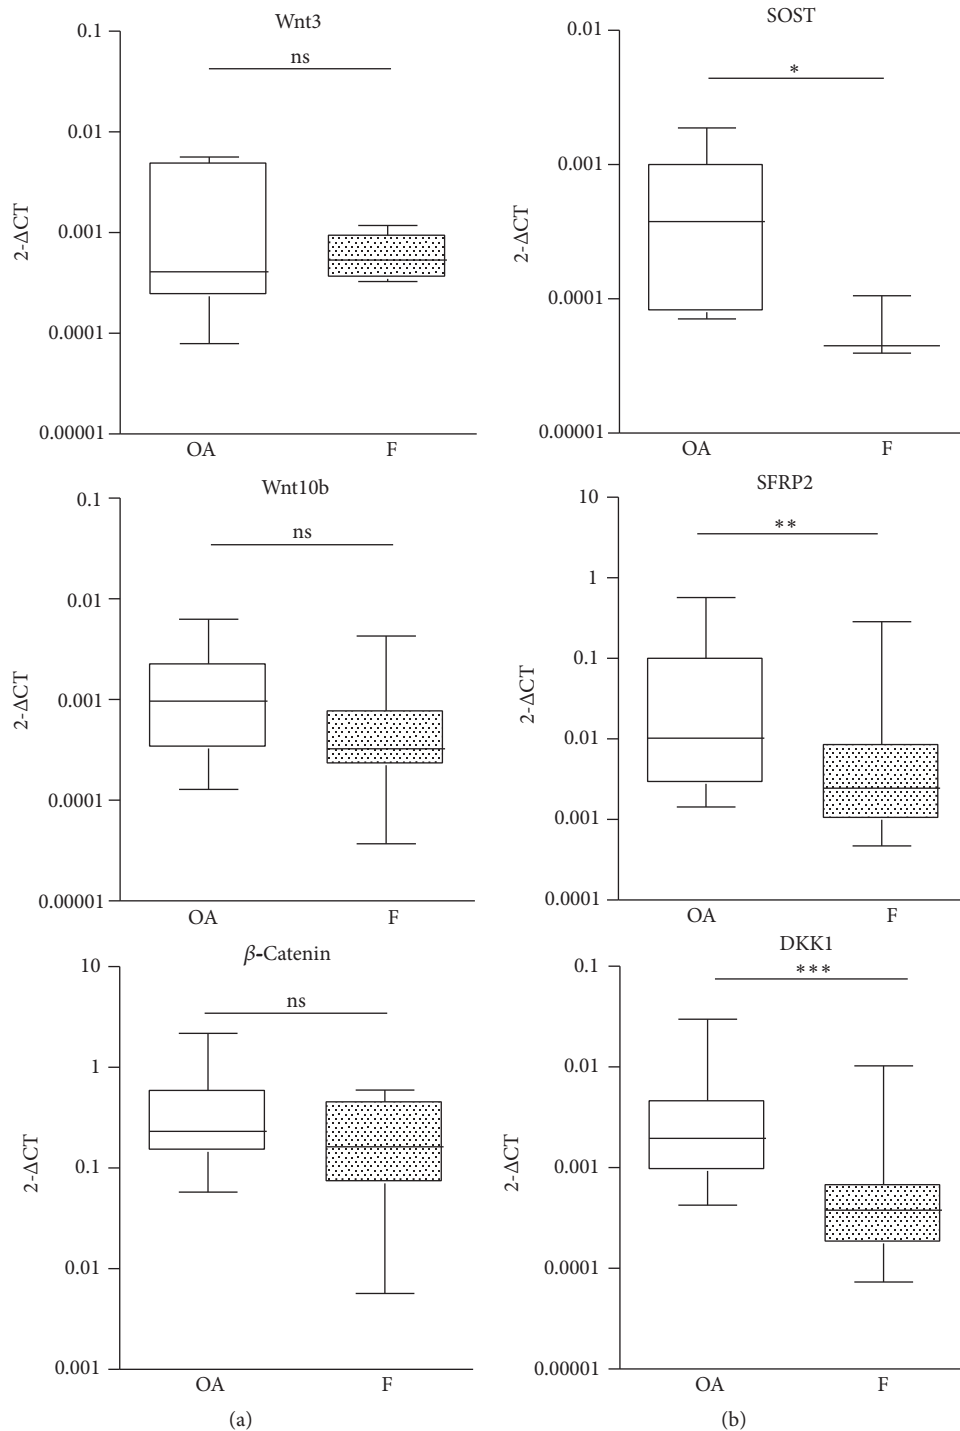 Wnt3
0.1
ns
0.01
0.001
0.0001
0.00001
2-ΔCT
OA
F
Wnt10b
0.1
ns
0.01
0.001
0.0001
0.00001
2-ΔCT
OA
F
β-Catenin
10
ns
1
0.1
0.01
0.001
2-ΔCT
OA
F
(a)
SOST
0.01
*
0.001
0.0001
0.00001
2-ΔCT
OA
F
SFRP2
10
**
1
0.1
0.01
0.001
0.0001
2-ΔCT
OA
F
DKK1
0.1
***
0.01
0.001
0.0001
0.00001
2-ΔCT
OA
F
(b)